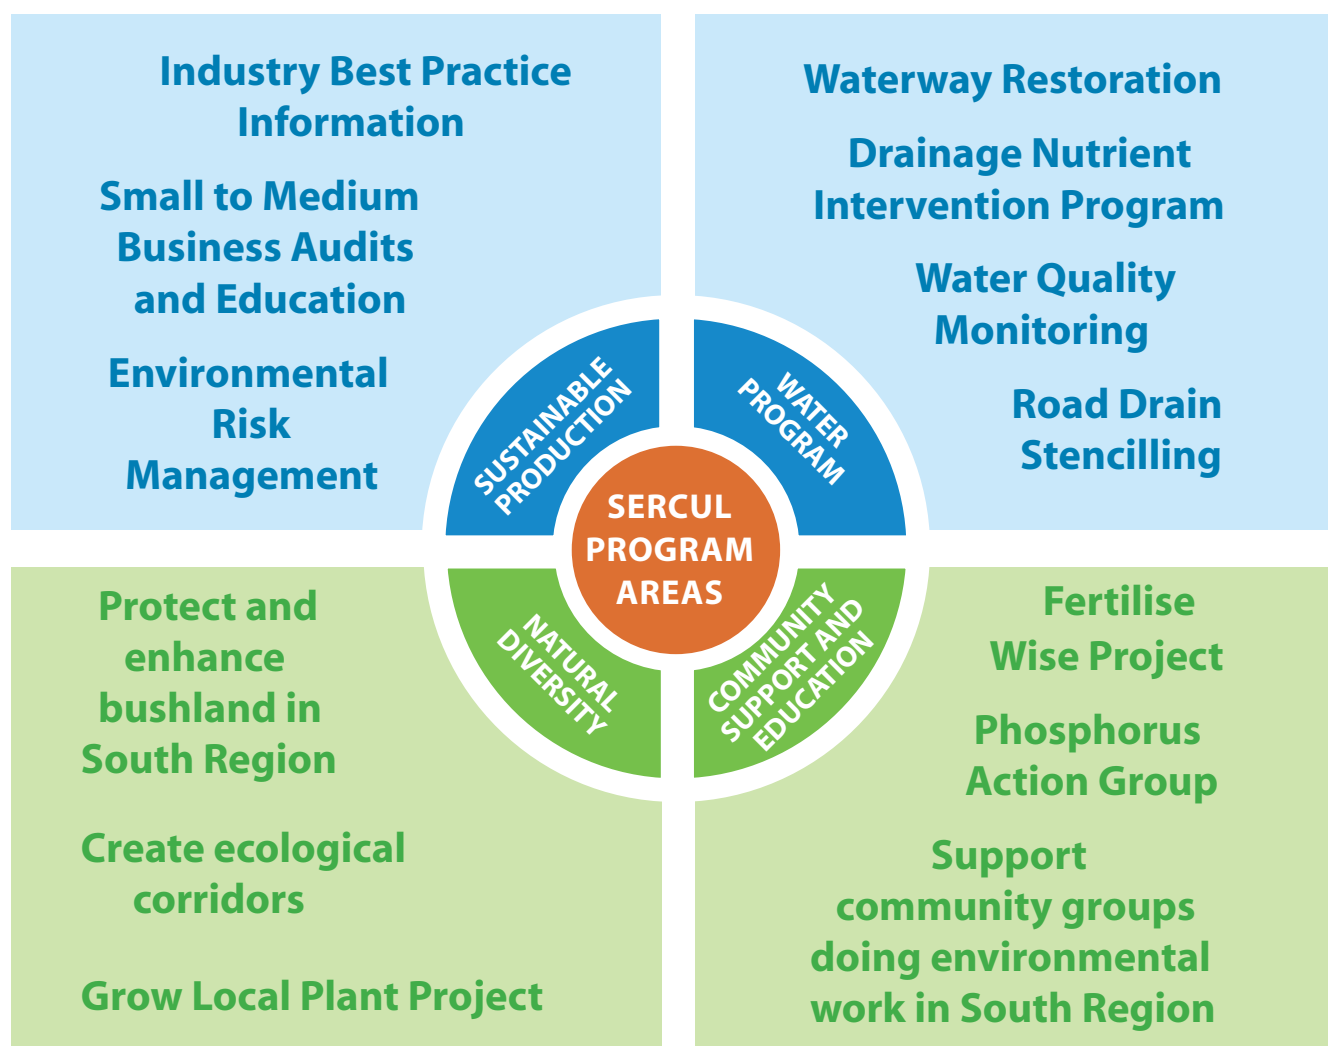 Industry Best Practice
Information
Small to Medium
Business Audits
and Education
Environmental
Risk
Management
Waterway Restoration
Drainage Nutrient
Intervention Program
Water Quality
Monitoring
Road Drain
Stencilling
SUSTAINABLE
PRODUCTION
WATER
PROGRAM
SERCUL
PROGRAM
AREAS
NATURAL
DIVERSITY
COMMUNITY
SUPPORT AND
EDUCATION
Protect and
enhance
bushland in
South Region
Create ecological
corridors
Grow Local Plant Project
Fertilise
Wise Project
Phosphorus
Action Group
Support
community groups
doing environmental
work in South Region